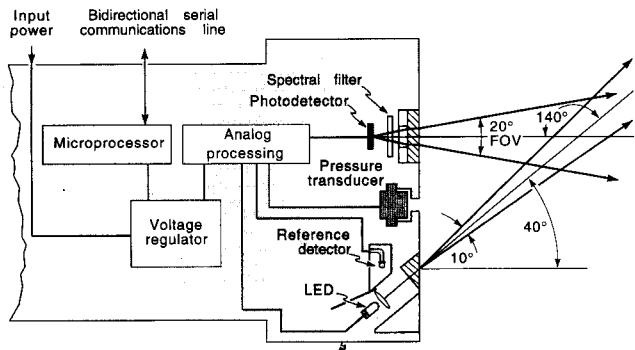 Input
power
Bidirectional serial
communications line
Spectral filter
Photodetector
Microprocessor
Analog
processing
20°
FOV
140°
Pressure
transducer
Voltage
regulator
Reference
detector
LED
10°
40°